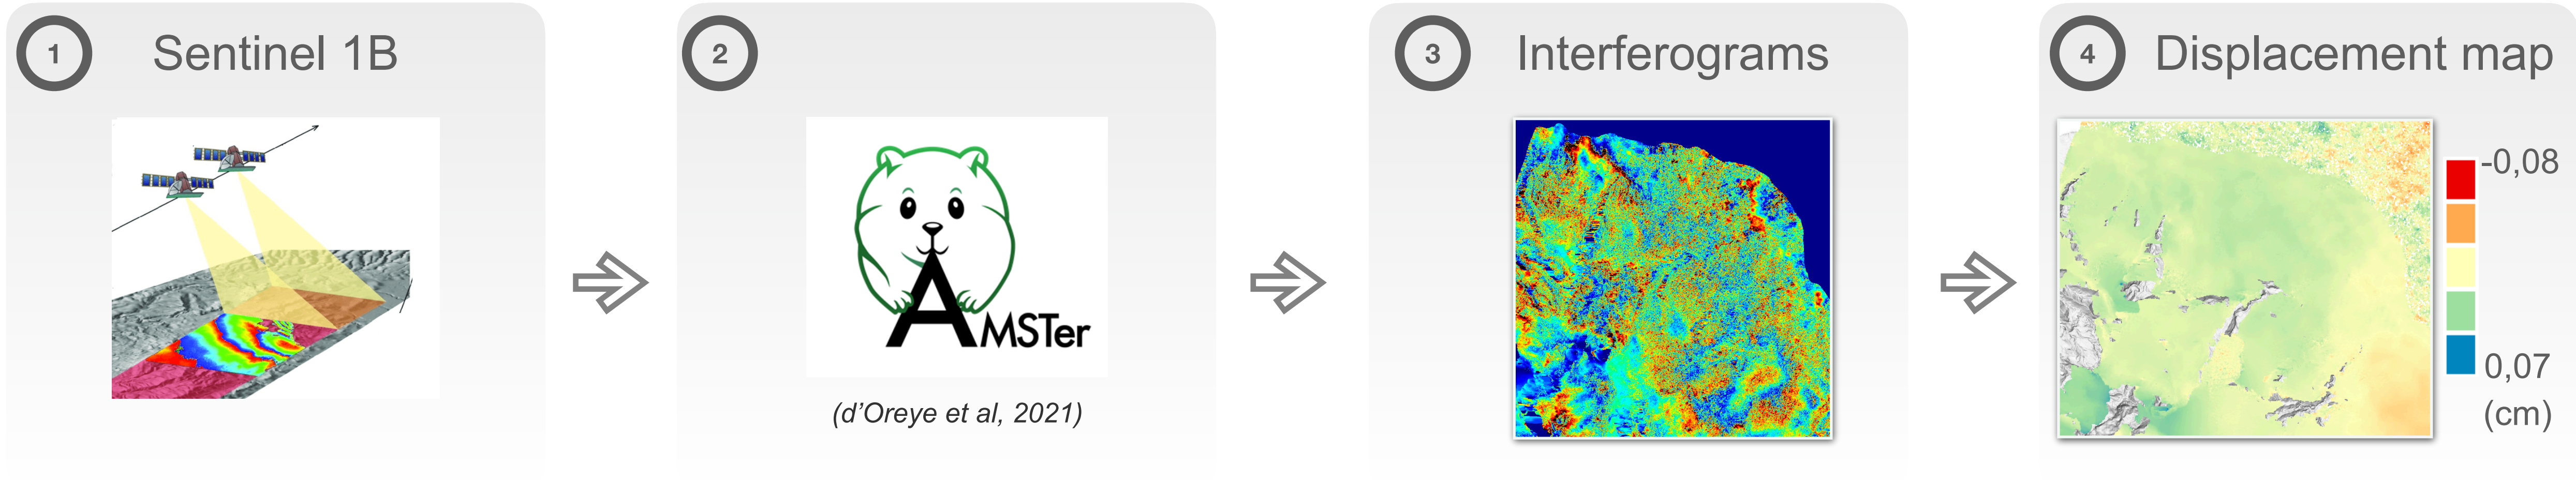 1
Sentinel 1B
2
AMSTer
(d'Oreye et al, 2021)
3
Interferograms
4
Displacement map
-0,08
0,07
(cm)